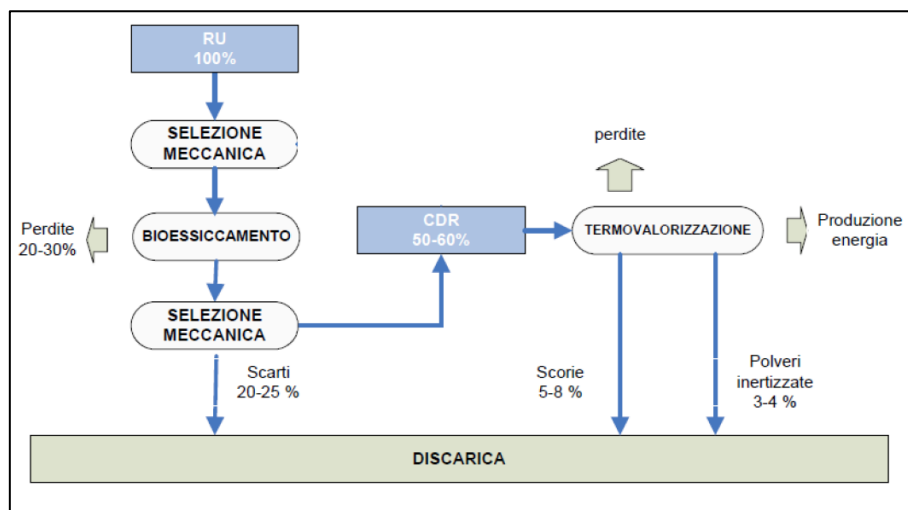 RU
100%
SELEZIONE
MECCANICA
Perdite
20-30%
BIOESSICCAMENTO
SELEZIONE
MECCANICA
Scarti
20-25 %
CDR
50-60%
perdite
TERMOVALORIZZAZIONE
Produzione
energia
Scorie
5-8 %
Polveri
inertizzate
3-4 %
DISCARICA